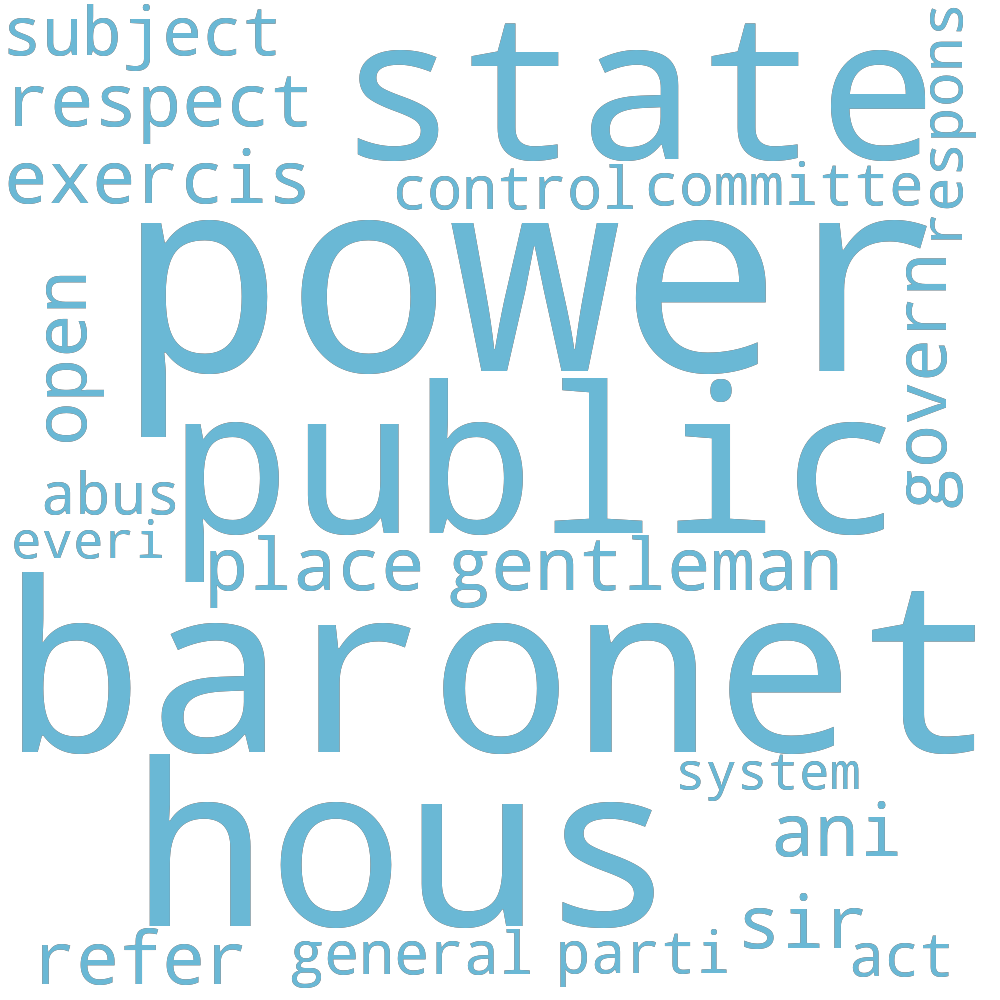 subject
state
respons
respect
exercis
control
committe
power
open
govern
public
abus
everi
place
gentleman
baronet
hous
system
ani
sir
refer
general
parti
act